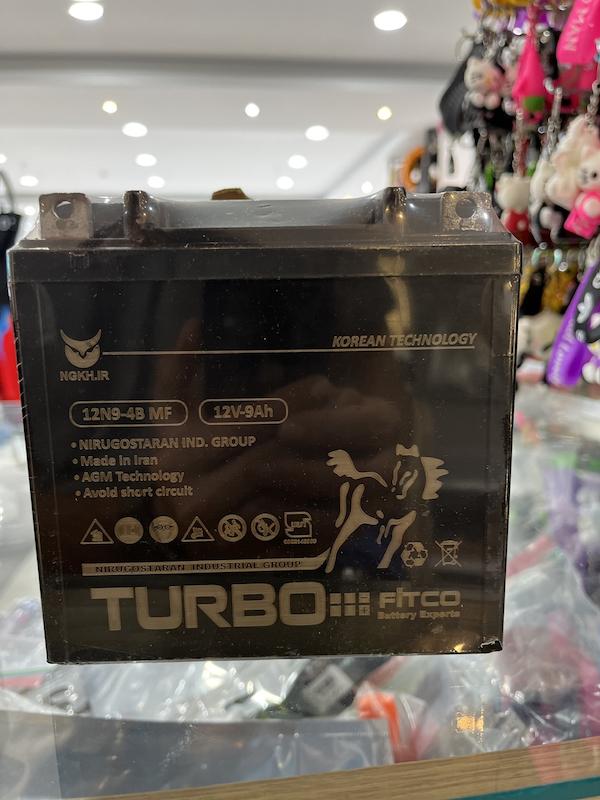 KOREAN TECHNOLOGY
NGKH.IR
12N9-4B MF
12V-9Ah
• NIRUGOSTARAN IND. GROUP
• Made in Iran
• AGM Technology
• Avoid short circuit
NIRUGOSTARAN INDUSTRIAL GROUP
TURBO
FITCO
Battery Experts